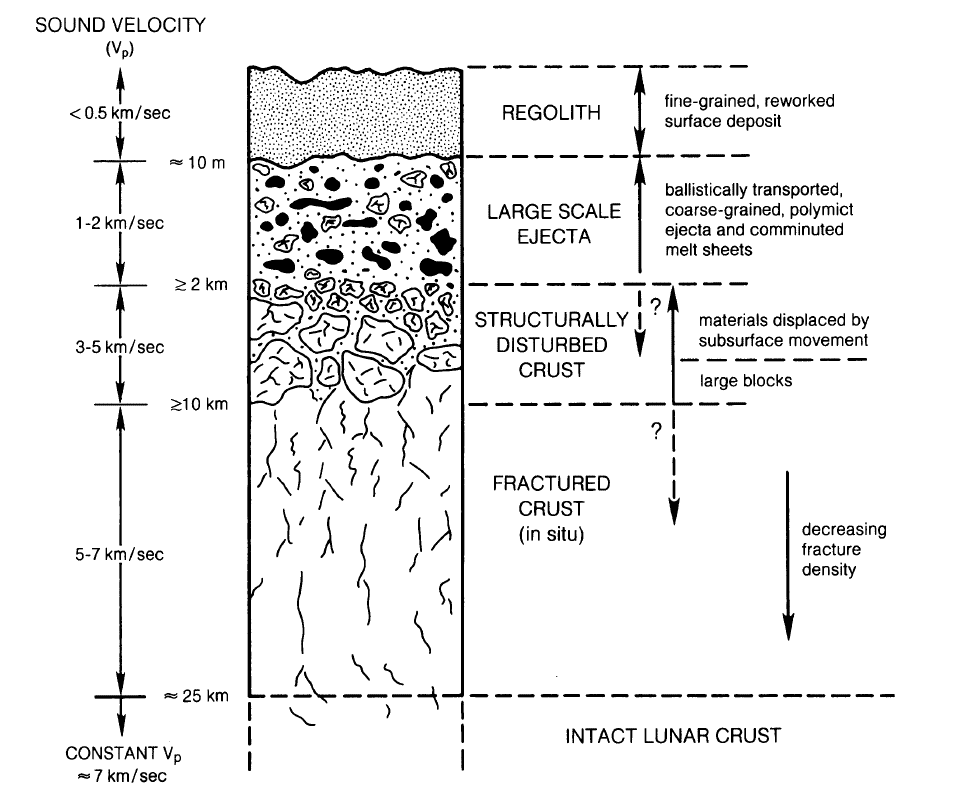 SOUND VELOCITY
(Vp)
< 0.5 km/sec
≈ 10 m
1-2 km/sec
≳ 2 km
3-5 km/sec
≳10 km
5-7 km/sec
≈ 25 km
CONSTANT Vp
≈ 7 km/sec
REGOLITH
fine-grained, reworked
surface deposit
LARGE SCALE
EJECTA
ballistically transported,
coarse-grained, polymict
ejecta and comminuted
melt sheets
STRUCTURALLY
DISTURBED
CRUST
?
materials displaced by
subsurface movement
large blocks
?
FRACTURED
CRUST
(in situ)
decreasing
fracture
density
INTACT LUNAR CRUST